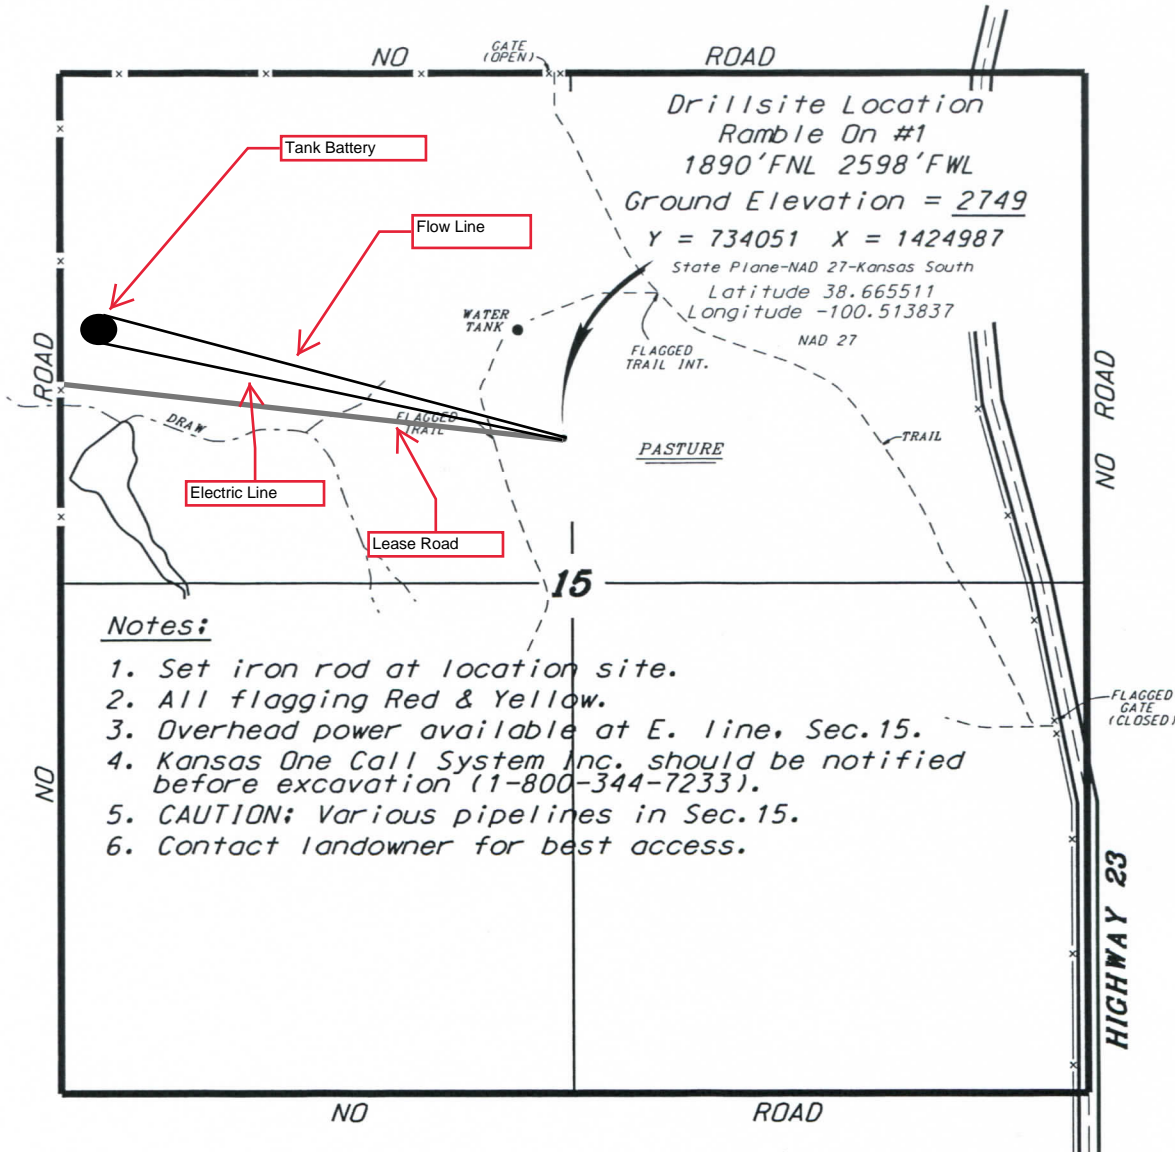 NO
GATE
(OPEN)
ROAD
Drillsite Location
Ramble On #1
1890'FNL 2598'FWL
Ground Elevation = 2749
Y = 734051 X = 1424987
State Plane-NAD 27-Kansas South
Latitude 38.665511
Longitude -100.513837
NAD 27
Tank Battery
Flow Line
WATER
TANK
FLAGGED
TRAIL INT.
ROAD
ROAD
DRAW
FLAGGED
TRAIL
TRAIL
PASTURE
NO
Electric Line
Lease Road
15
Notes:
1. Set iron rod at location site.
2. All flagging Red & Yellow.
3. Overhead power available at E. line, Sec.15.
4. Kansas One Call System Inc. should be notified
before excavation (1-800-344-7233).
5. CAUTION: Various pipelines in Sec.15.
6. Contact landowner for best access.
FLAGGED
GATE
(CLOSED)
NO
HIGHWAY 23
NO
ROAD